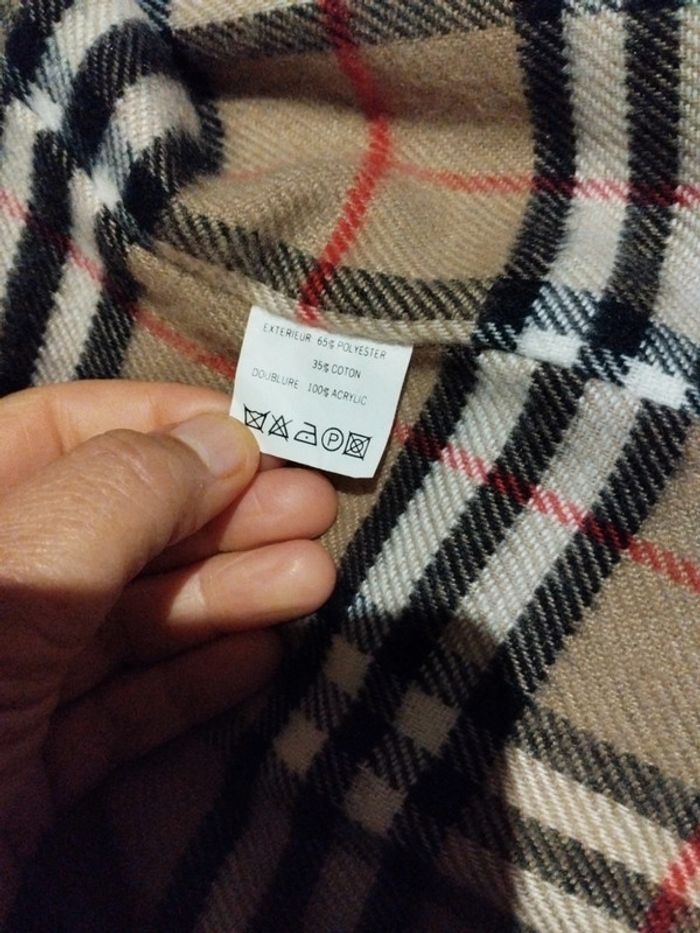 EXTERIEUR 65% POLYESTER
35% COTON
DOUBLURE 100% ACRYLIC
P